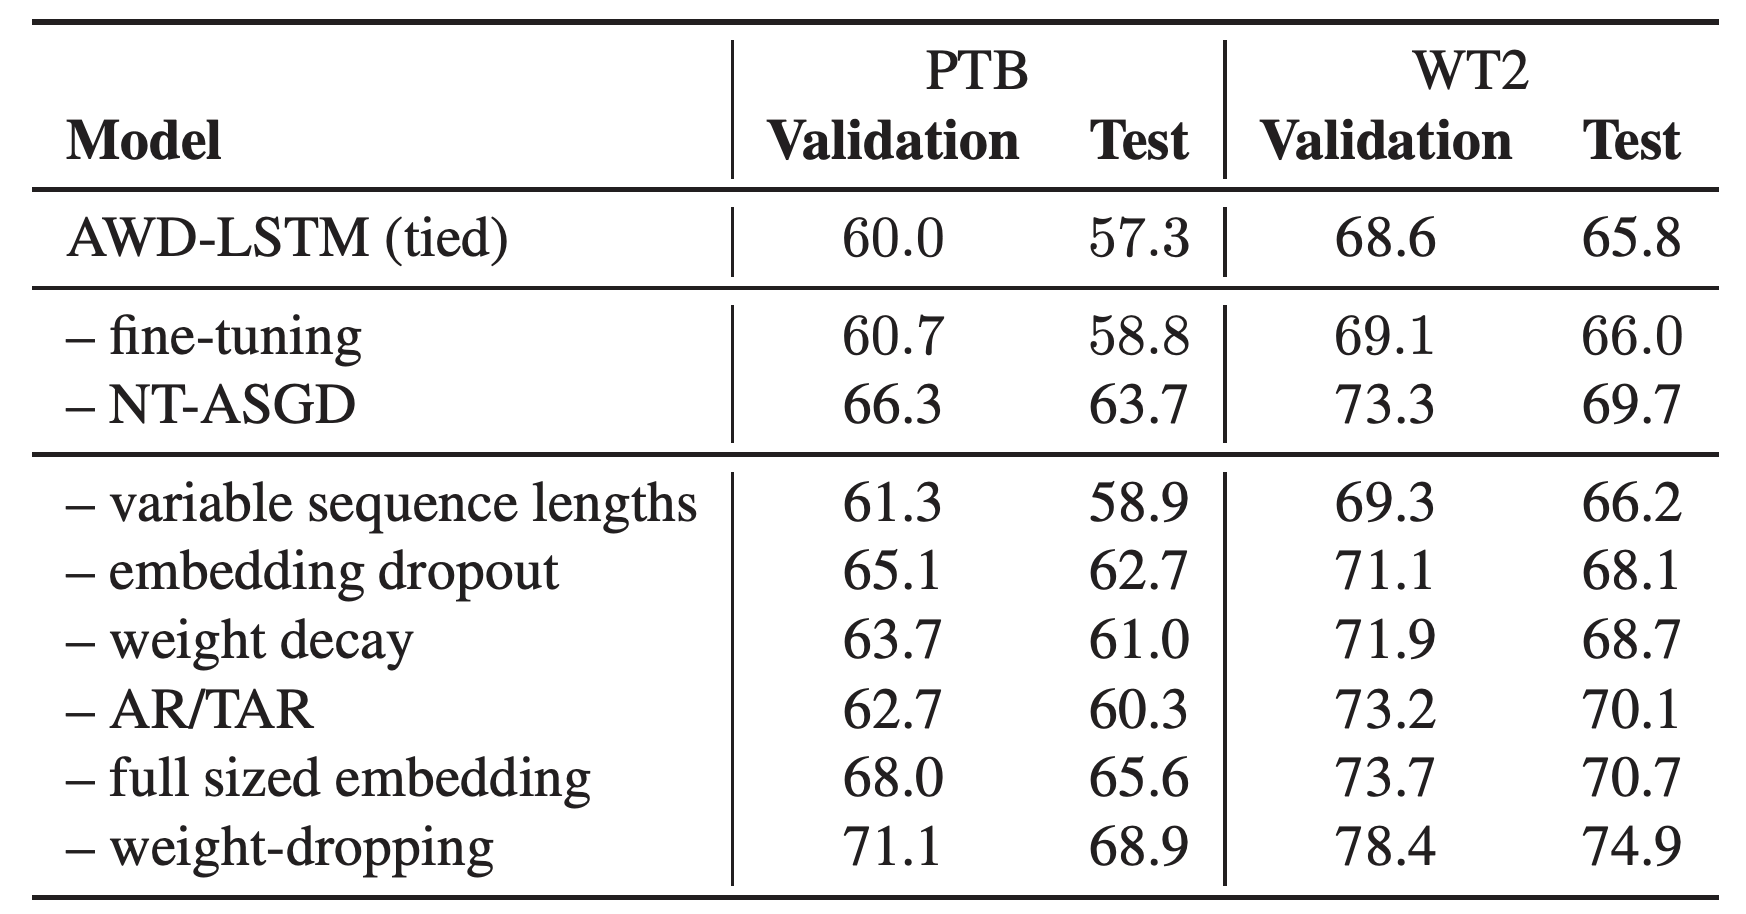 PTB WT2
Model Validation Test Validation Test
AWD-LSTM (tied) 60.0 57.3 68.6 65.8
– fine-tuning 60.7 58.8 69.1 66.0
– NT-ASGD 66.3 63.7 73.3 69.7
– variable sequence lengths 61.3 58.9 69.3 66.2
– embedding dropout 65.1 62.7 71.1 68.1
– weight decay 63.7 61.0 71.9 68.7
– AR/TAR 62.7 60.3 73.2 70.1
– full sized embedding 68.0 65.6 73.7 70.7
– weight-dropping 71.1 68.9 78.4 74.9